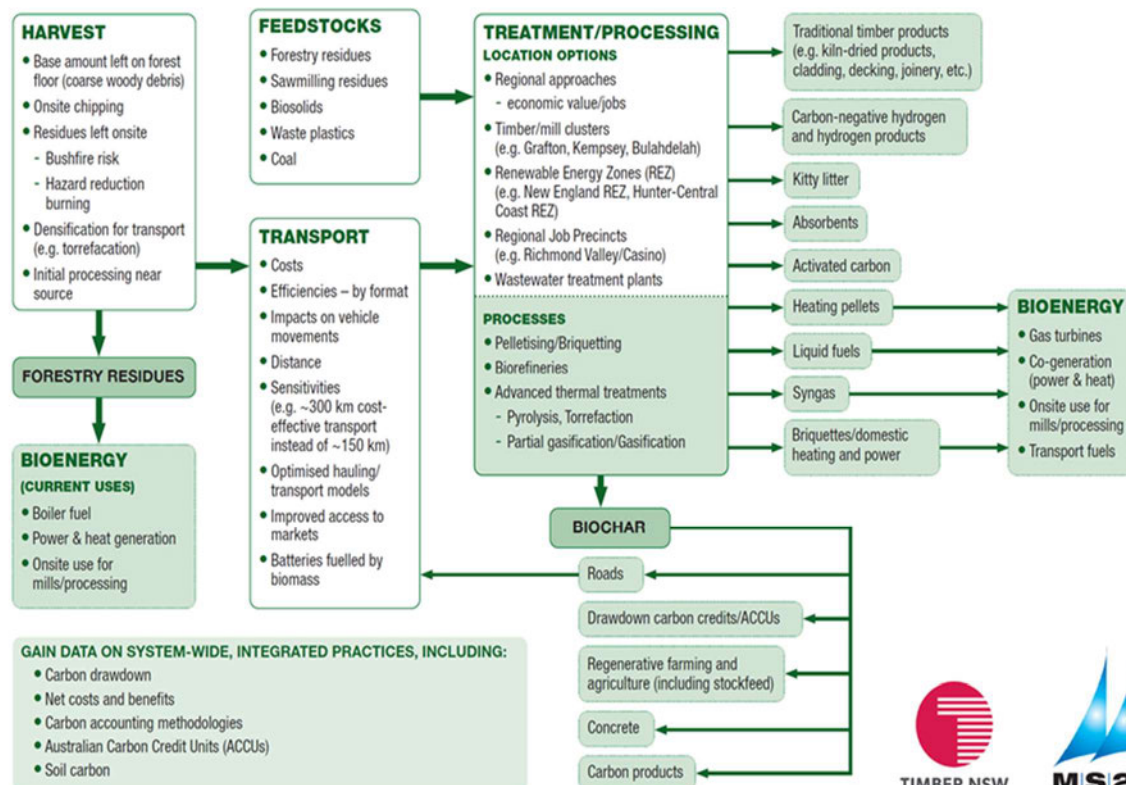 HARVEST
• Base amount left on forest
floor (coarse woody debris)
• Onsite chipping
• Residues left onsite
- Bushfire risk
- Hazard reduction
burning
• Densification for transport
(e.g. torrefacation)
• Initial processing near
source
FORESTRY RESIDUES
BIOENERGY
(CURRENT USES)
• Boiler fuel
• Power & heat generation
• Onsite use for
mills/processing
FEEDSTOCKS
• Forestry residues
• Sawmilling residues
• Biosolids
• Waste plastics
• Coal
TRANSPORT
• Costs
• Efficiencies – by format
• Impacts on vehicle
movements
• Distance
• Sensitivities
(e.g. ~300 km cost-
effective transport
instead of ~150 km)
• Optimised hauling/
transport models
• Improved access to
markets
• Batteries fuelled by
biomass
TREATMENT/PROCESSING
LOCATION OPTIONS
• Regional approaches
- economic value/jobs
• Timber/mill clusters
(e.g. Grafton, Kempsey, Bulahdelah)
• Renewable Energy Zones (REZ)
(e.g. New England REZ, Hunter-Central
Coast REZ)
• Regional Job Precincts
(e.g. Richmond Valley/Casino)
• Wastewater treatment plants
PROCESSES
• Pelletising/Briquetting
• Biorefineries
• Advanced thermal treatments
- Pyrolysis, Torrefaction
- Partial gasification/Gasification
Traditional timber products
(e.g. kiln-dried products,
cladding, decking, joinery, etc.)
Carbon-negative hydrogen
and hydrogen products
Kitty litter
Absorbents
Activated carbon
Heating pellets
Liquid fuels
Syngas
Briquettes/domestic
heating and power
BIOENERGY
• Gas turbines
• Co-generation
(power & heat)
• Onsite use for
mills/processing
• Transport fuels
BIOCHAR
Roads
Drawdown carbon credits/ACCUs
Regenerative farming and
agriculture (including stockfeed)
Concrete
Carbon products
GAIN DATA ON SYSTEM-WIDE, INTEGRATED PRACTICES, INCLUDING:
• Carbon drawdown
• Net costs and benefits
• Carbon accounting methodologies
• Australian Carbon Credit Units (ACCUs)
• Soil carbon
TIMBER NSW